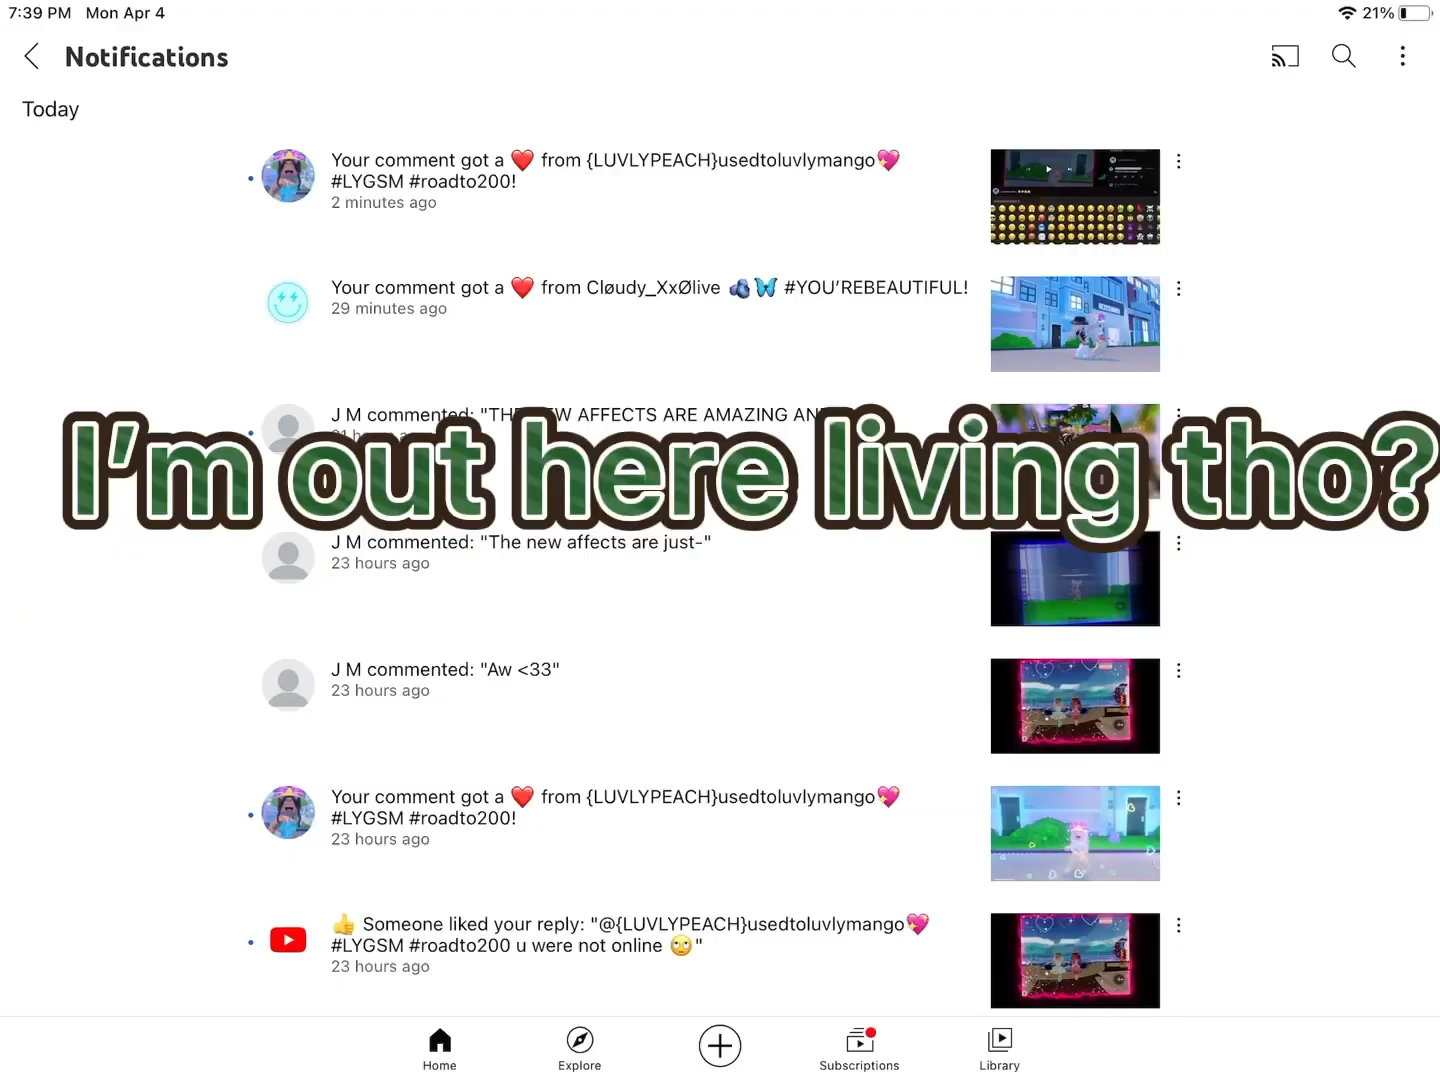 7:39 PM Mon Apr 4
21%
Notifications
Today
Your comment got a ❤️ from {LUVLYPEACH}usedtoluvlymango💖
#LYGSM #roadto200!
2 minutes ago
Your comment got a ❤️ from Cløudy_XxØlive 🫐🦋 #YOU’REBEAUTIFUL!
29 minutes ago
J M commented: "THE NEW AFFECTS ARE AMAZING
I’m out here living tho?
J M commented: "The new affects are just-"
23 hours ago
J M commented: "Aw <33"
23 hours ago
Your comment got a ❤️ from {LUVLYPEACH}usedtoluvlymango💖
#LYGSM #roadto200!
23 hours ago
👍 Someone liked your reply: "@{LUVLYPEACH}usedtoluvlymango💖
#LYGSM #roadto200 u were not online 🙄"
23 hours ago
Home
Explore
Subscriptions
Library